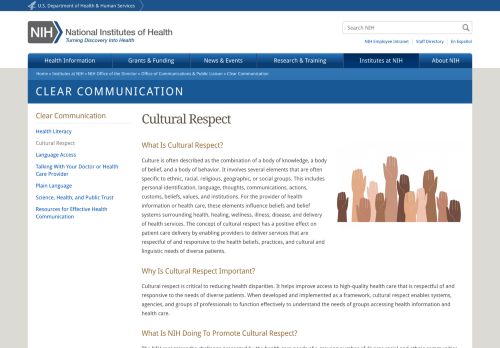 U.S. Department of Health & Human Services
NIH National Institutes of Health
Turning Discovery Into Health
Search NIH
NIH Employee Intranet | Staff Directory | En Español
Health Information | Grants & Funding | News & Events | Research & Training | Institutes at NIH | About NIH
Home » Institutes at NIH » NIH Office of the Director » Office of Communications & Public Liaison » Clear Communication
CLEAR COMMUNICATION
Clear Communication
Health Literacy
Cultural Respect
Language Access
Talking With Your Doctor or Health
Care Provider
Plain Language
Science, Health, and Public Trust
Resources for Effective Health
Communication
Cultural Respect
What Is Cultural Respect?
Culture is often described as the combination of a body of knowledge, a body
of belief, and a body of behavior. It involves several elements that are often
specific to ethnic, racial, religious, geographic, or social groups. This includes
personal identification, language, thoughts, communications, actions,
customs, beliefs, values, and institutions. For the provider of health
information or health care, these elements influence beliefs and belief
systems surrounding health, healing, wellness, illness, disease, and delivery
of health services. The concept of cultural respect has a positive effect on
patient care delivery by enabling providers to deliver services that are
respectful of and responsive to the health beliefs, practices, and cultural and
linguistic needs of diverse patients.
Why Is Cultural Respect Important?
Cultural respect is critical to reducing health disparities. It helps improve access to high-quality health care that is respectful of and
responsive to the needs of diverse patients. When developed and implemented as a framework, cultural respect enables systems,
agencies, and groups of professionals to function effectively to understand the needs of groups accessing health information and
health care.
What Is NIH Doing To Promote Cultural Respect?